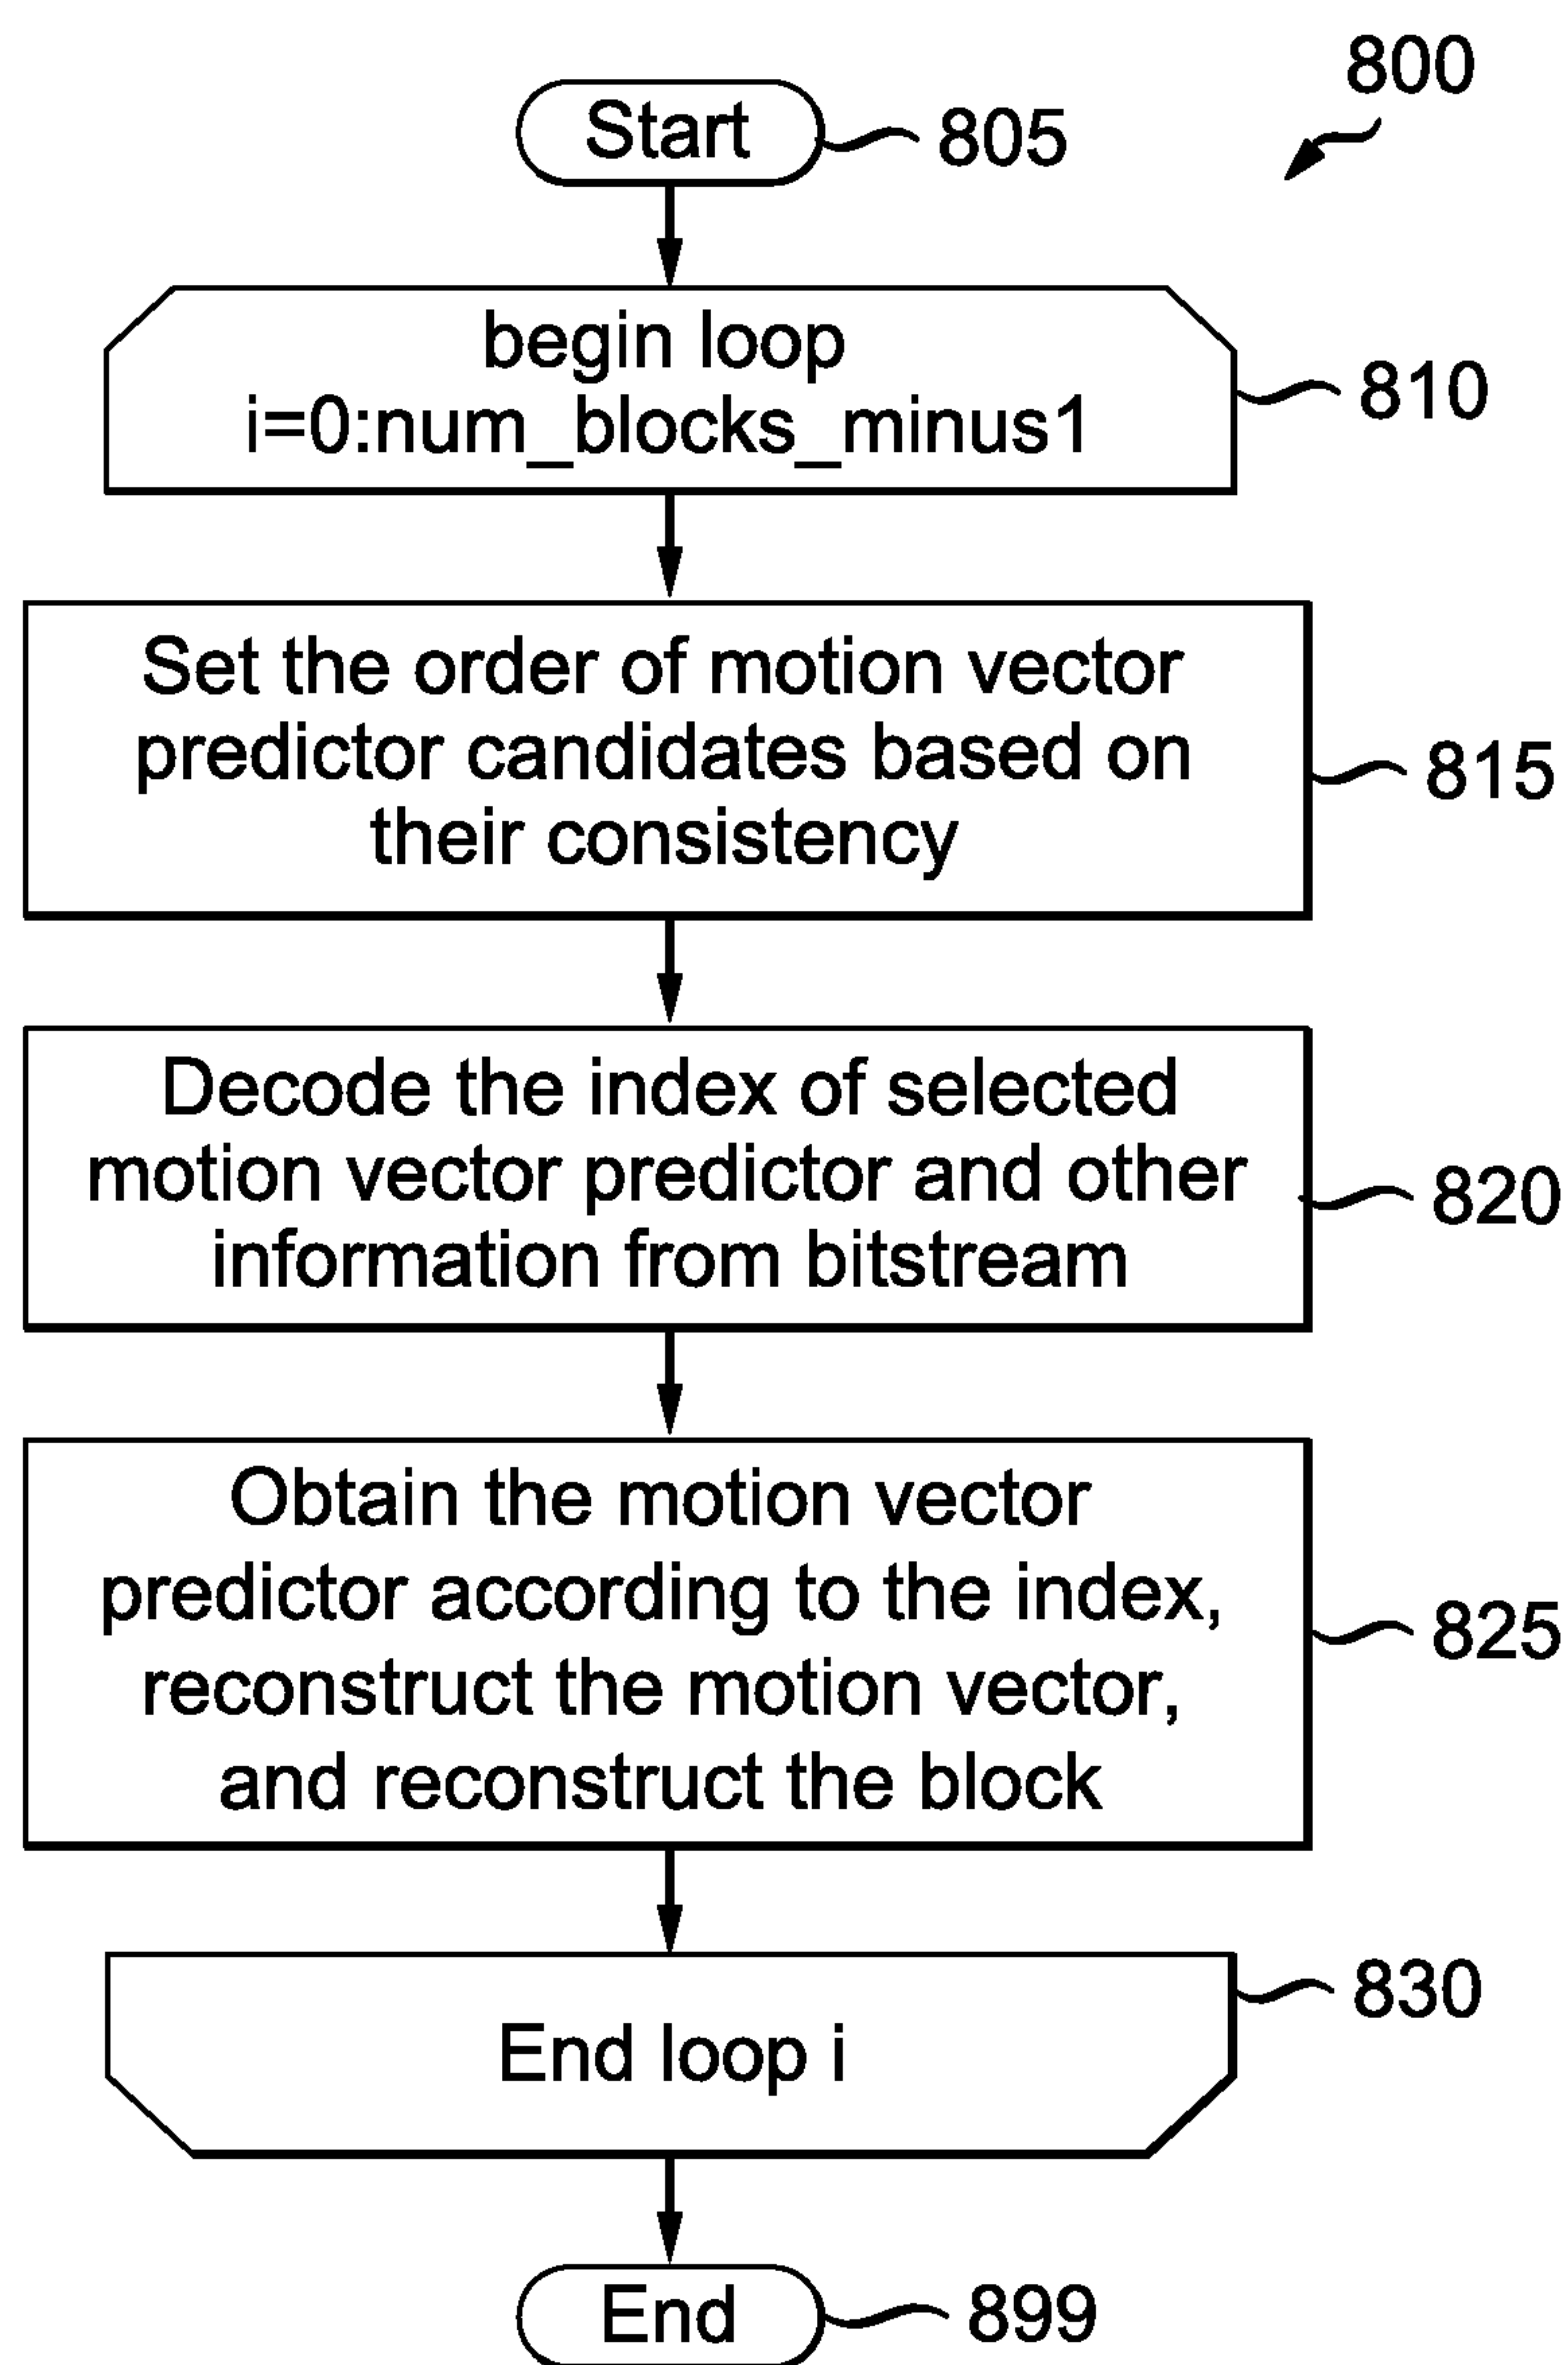 800
Start
805
begin loop
i=0:num_blocks_minus1
810
Set the order of motion vector
predictor candidates based on
their consistency
815
Decode the index of selected
motion vector predictor and other
information from bitstream
820
Obtain the motion vector
predictor according to the index,
reconstruct the motion vector,
and reconstruct the block
825
End loop i
830
End
899